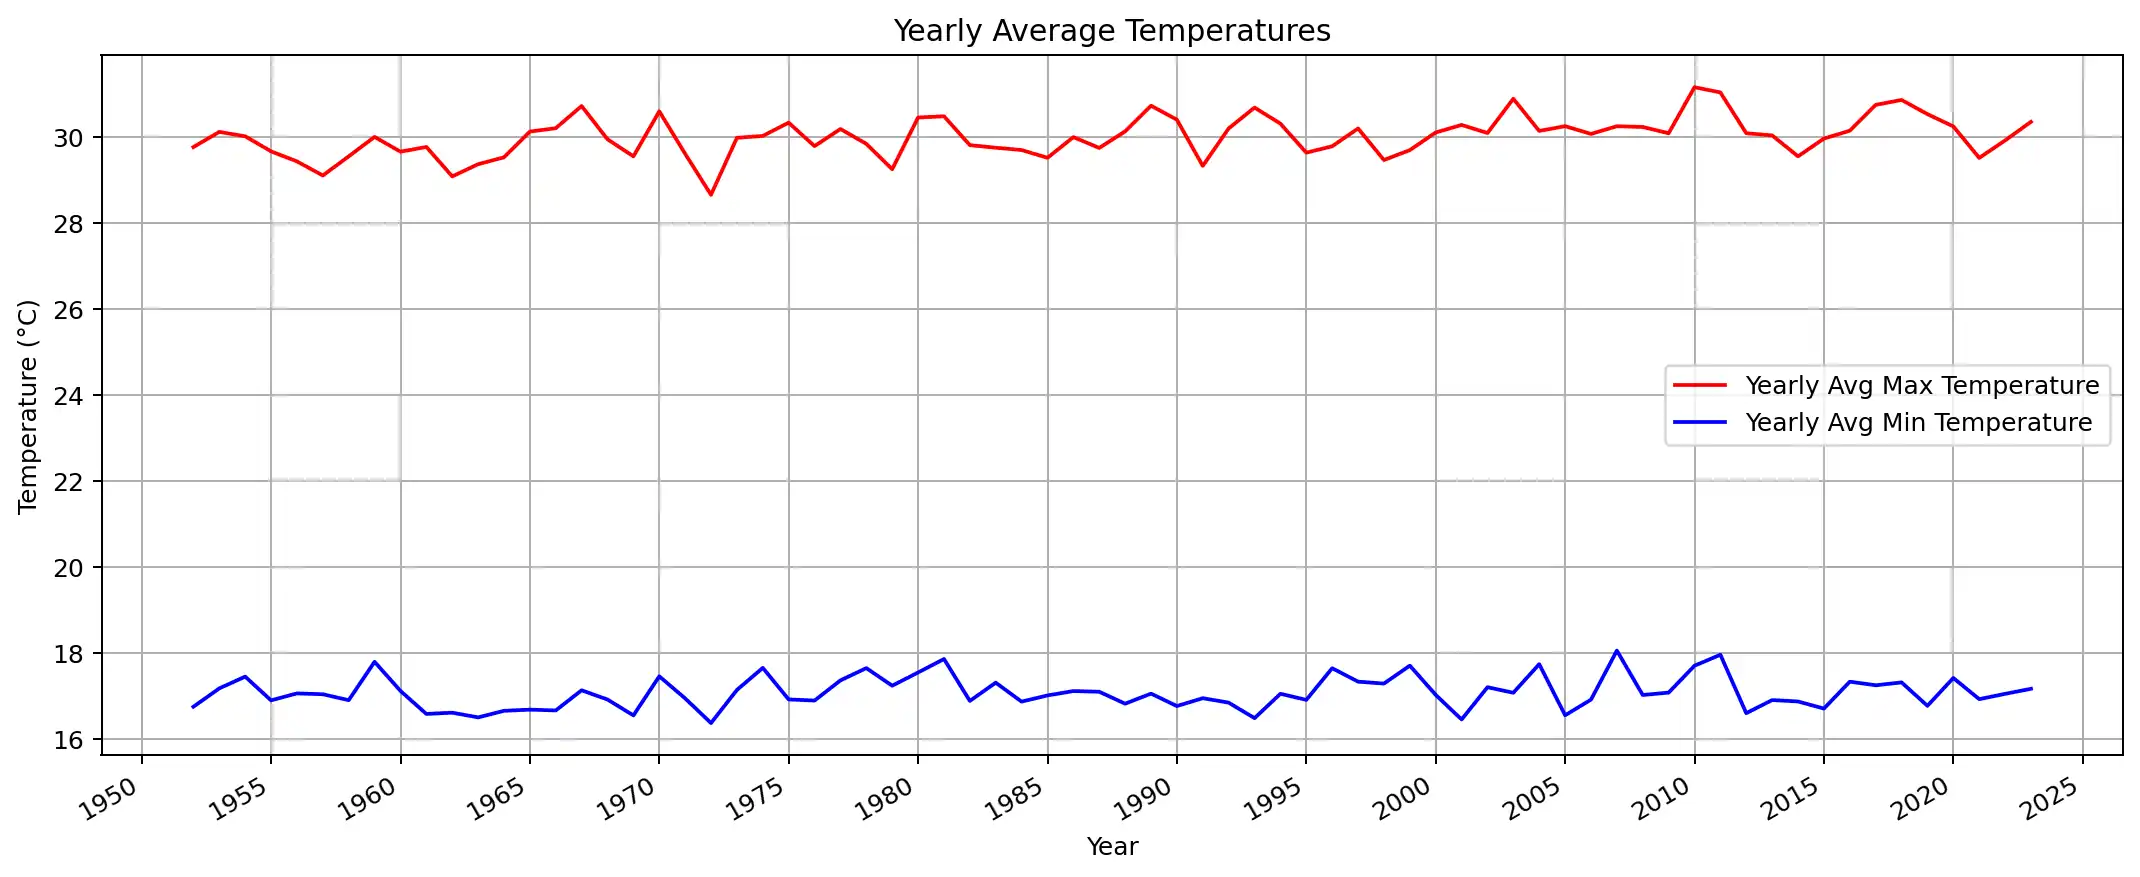 Yearly Average Temperatures
Temperature (°C)
30
28
26
24
22
20
18
16
Yearly Avg Max Temperature
Yearly Avg Min Temperature
1950 1955 1960 1965 1970 1975 1980 1985 1990 1995 2000 2005 2010 2015 2020 2025
Year